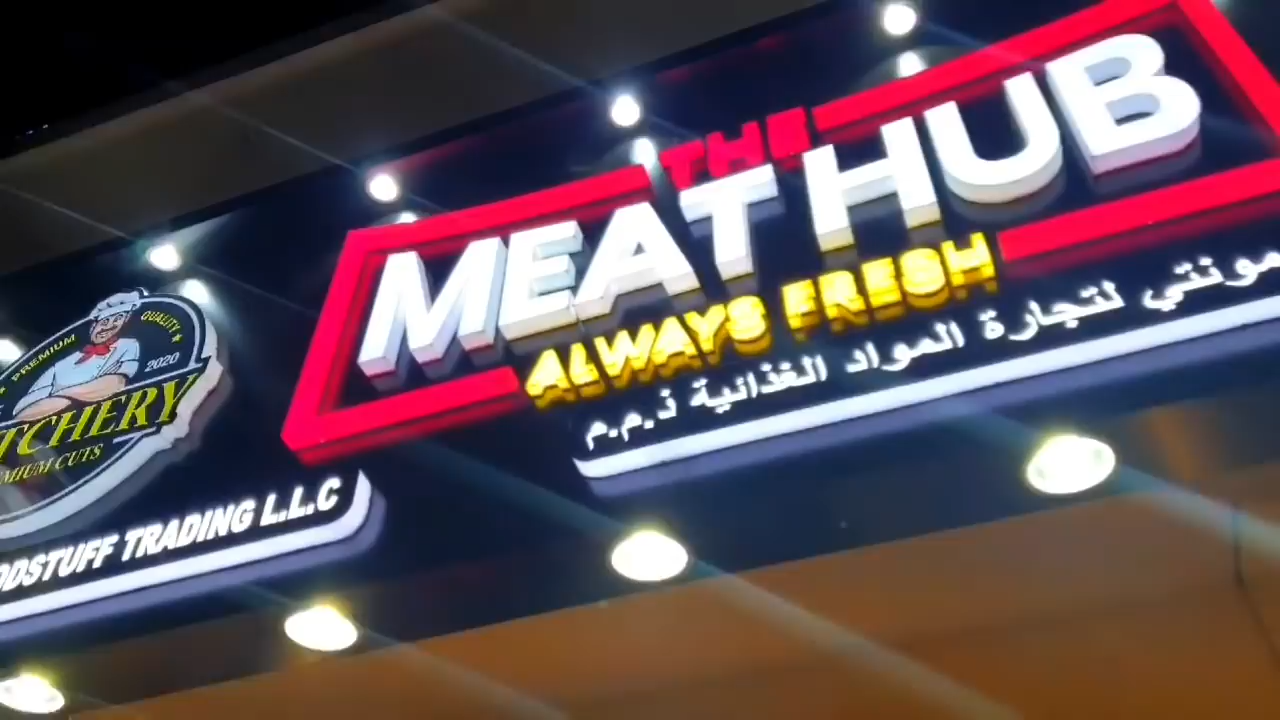 THE
MEAT HUB
ALWAYS FRESH
مونتي لتجارة المواد الغذائية ذ.م.م
PREMIUM QUALITY
2020
TCHERY
MIUM CUTS
ODSTUFF TRADING L.L.C